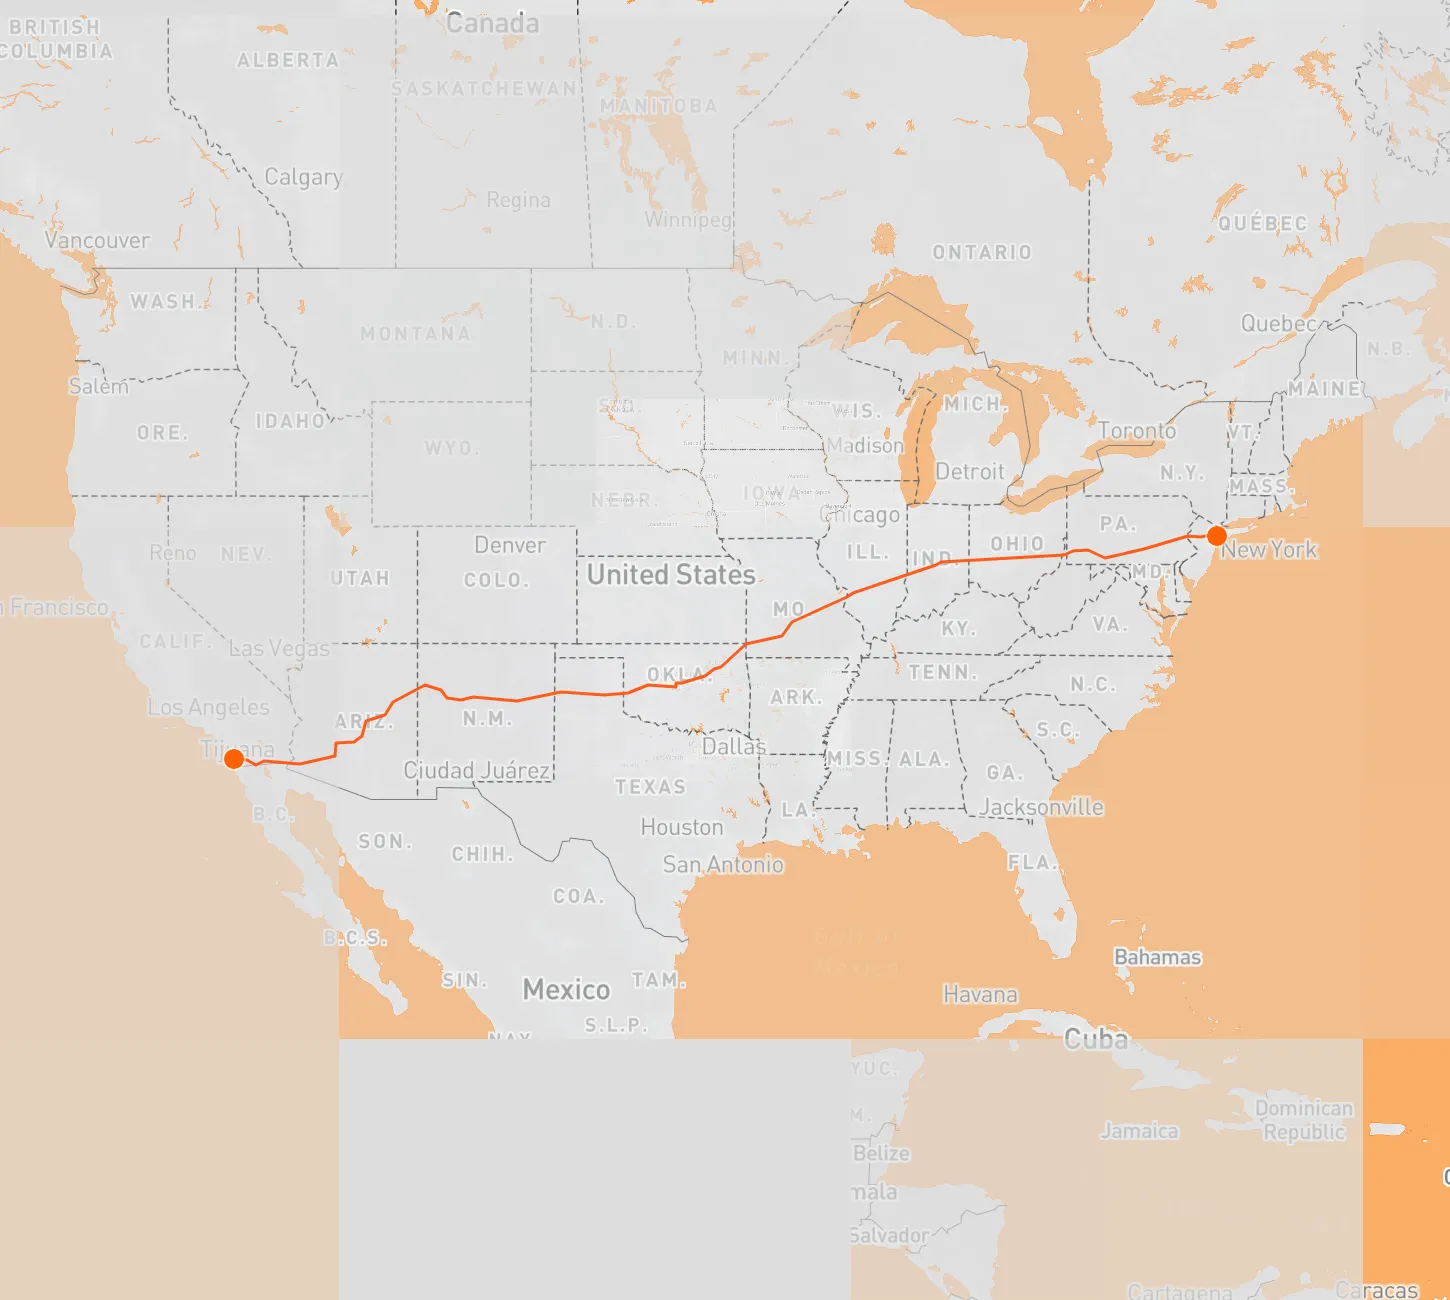 Canada
BRITISH
COLUMBIA
ALBERTA
SASKATCHEWAN
MANITOBA
Calgary
Regina
Winnipeg
Vancouver
ONTARIO
QUÉBEC
WASH.
MONTANA
N.D.
MINN.
Quebec
N.B.
Salem
IDAHO
ORE.
WYO.
WIS.
Madison
MICH.
Detroit
Toronto
VT.
MAINE
N.Y.
MASS.
NEBR.
IOWA
Chicago
PA.
Reno
NEV.
UTAH
Denver
COLO.
United States
ILL.
IND.
OHIO
New York
MD.
n Francisco
CALIF.
Las Vegas
MO.
KY.
VA.
Los Angeles
ARIZ.
N.M.
OKLA.
ARK.
TENN.
N.C.
S.C.
Tijuana
Ciudad Juárez
Dallas
TEXAS
MISS.
ALA.
GA.
Jacksonville
B.C.
SON.
CHIH.
Houston
LA.
San Antonio
FLA.
COA.
B.C.S.
SIN.
Mexico
TAM.
Gulf of
Mexico
Bahamas
Havana
NAY.
S.L.P.
Cuba
YUC.
M.
Belize
mala
Salvador
Jamaica
Dominican
Republic
Cartagena
Caracas